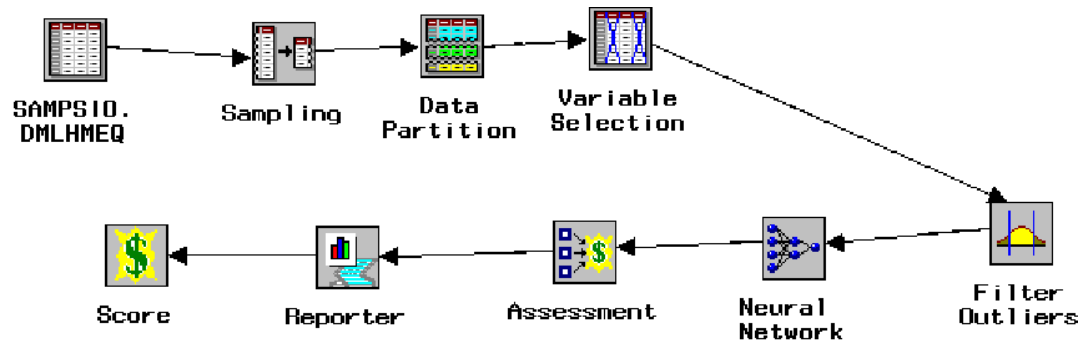 SAMPSIO.
DMLHMEQ
Sampling
Data
Partition
Variable
Selection
Score
Reporter
Assessment
Neural
Network
Filter
Outliers